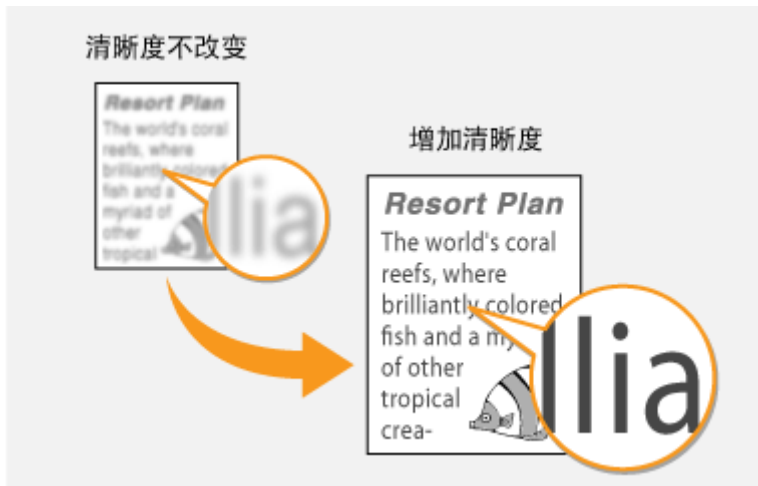 清晰度不改变
Resort Plan
The world's coral
reefs, where
brilliantly colored
fish and a
myriad of
other
tropical
llia
增加清晰度
Resort Plan
The world's coral
reefs, where
brilliantly colored
fish and a my
of other
tropical
crea-
llia